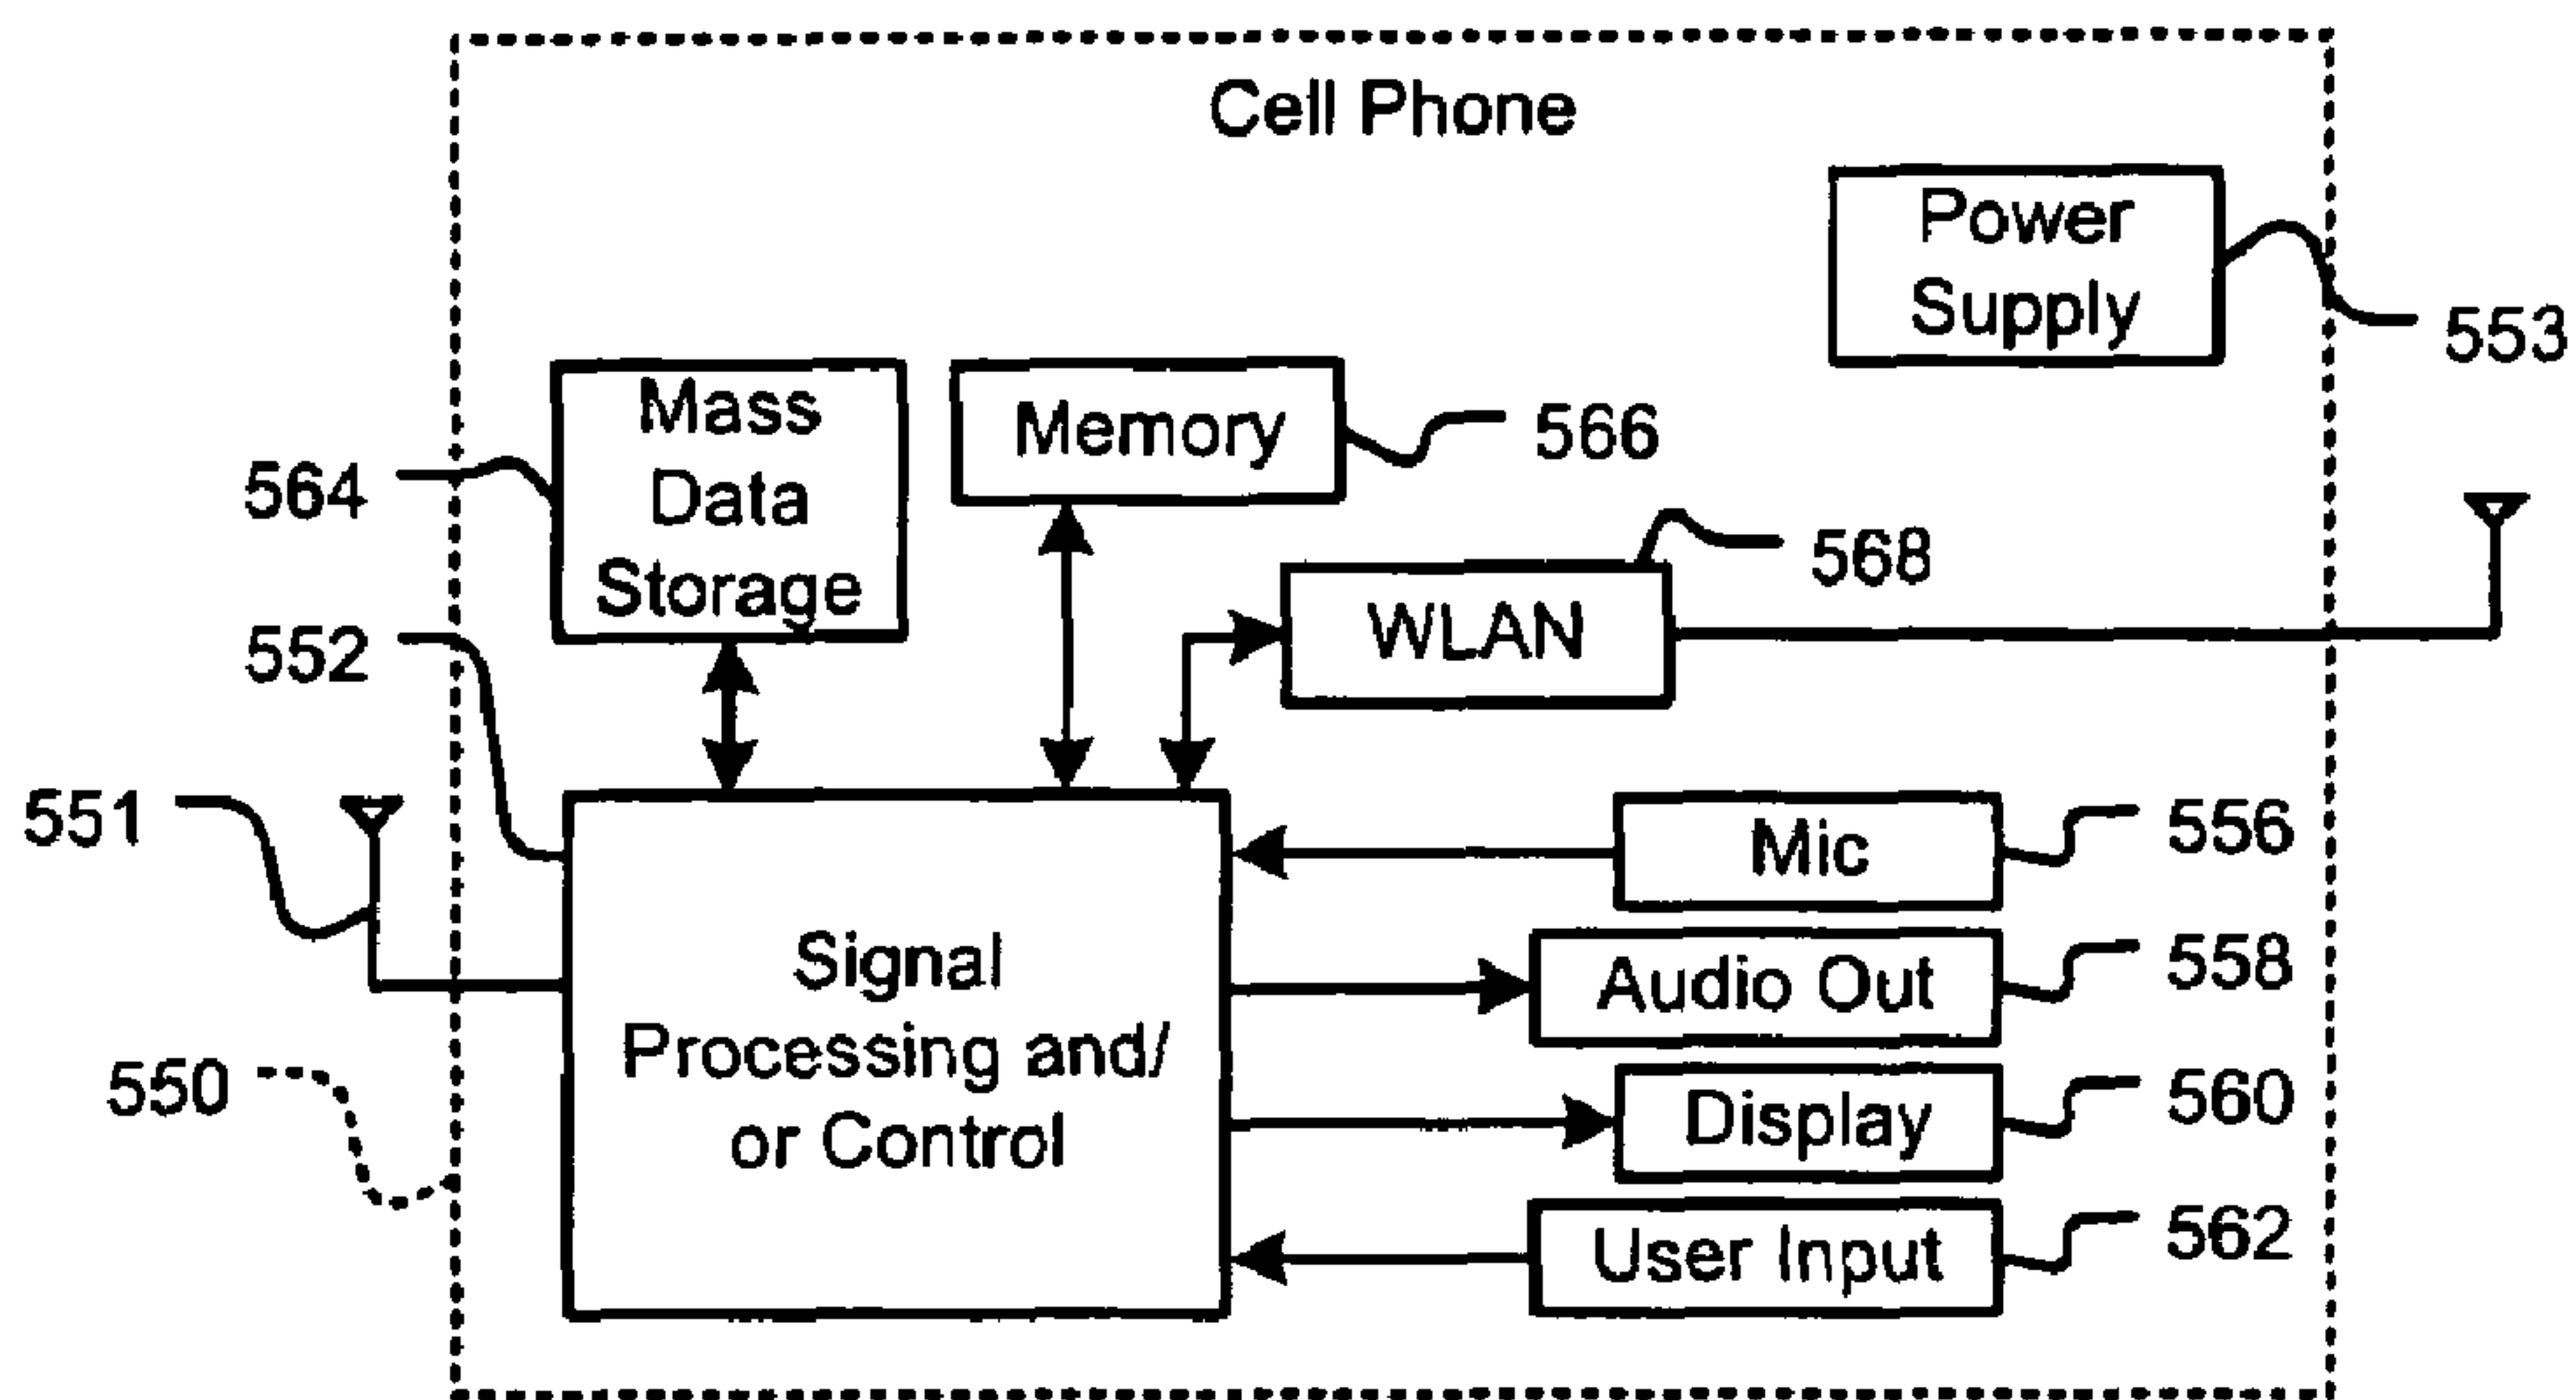 Cell Phone
Power
Supply
553
Mass
Data
Storage
564
Memory
566
WLAN
568
552
551
Signal
Processing and/
or Control
550
Mic
556
Audio Out
558
Display
560
User Input
562